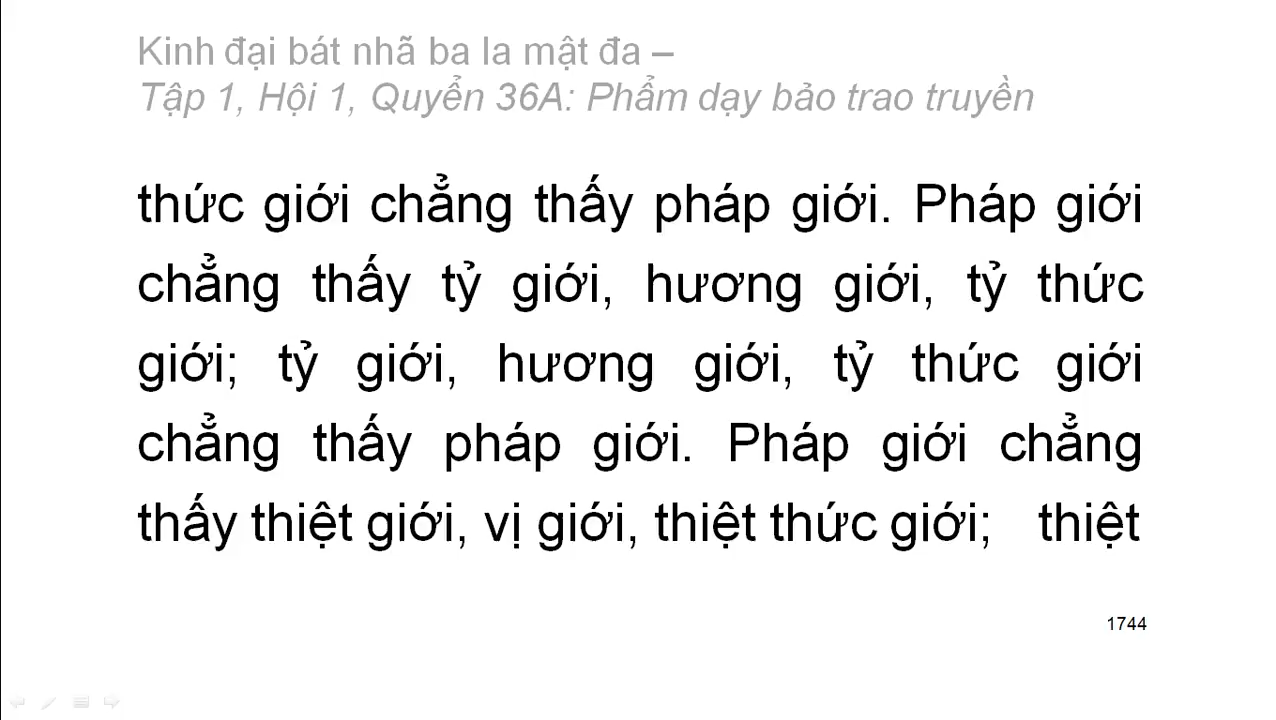 Kinh đại bát nhã ba la mật đa –
Tập 1, Hội 1, Quyển 36A: Phẩm dạy bảo trao truyền
thức giới chẳng thấy pháp giới. Pháp giới
chẳng thấy tỷ giới, hương giới, tỷ thức
giới; tỷ giới, hương giới, tỷ thức giới
chẳng thấy pháp giới. Pháp giới chẳng
thấy thiệt giới, vị giới, thiệt thức giới; thiệt
1744